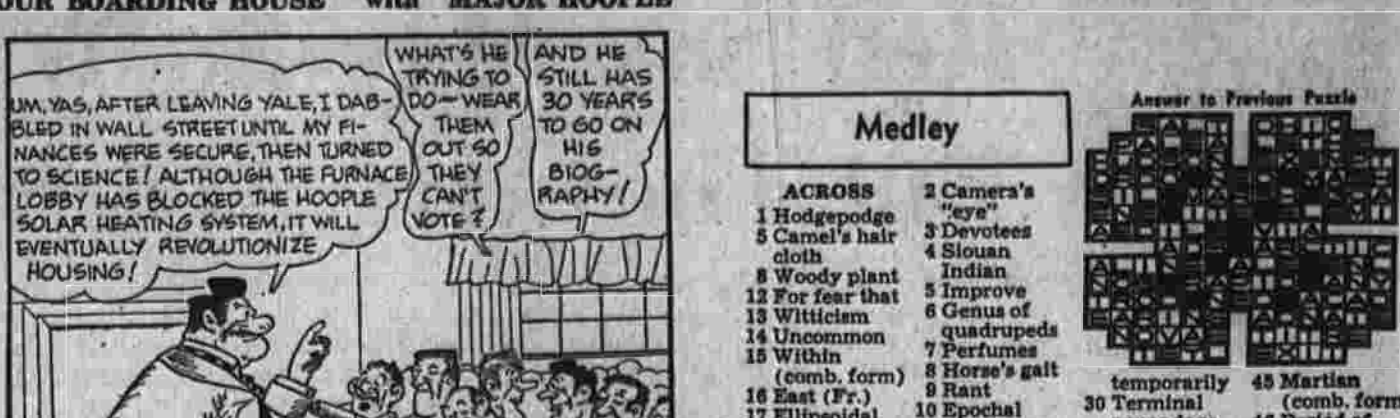 OUR BOARDING HOUSE with MAJOR HOOPLE
UM, YAS, AFTER LEAVING YALE, I DAB-
BLED IN WALL STREET UNTIL MY FI-
NANCES WERE SECURE, THEN TURNED
TO SCIENCE! ALTHOUGH THE FURNACE
LOBBY HAS BLOCKED THE HOOPLE
SOLAR HEATING SYSTEM, IT WILL
EVENTUALLY REVOLUTIONIZE
HOUSING!
WHAT'S HE
TRYING TO
DO—WEAR
THEM
OUT SO
THEY
CAN'T
VOTE?
AND HE
STILL HAS
30 YEARS
TO GO ON
HIS
BIOG-
RAPHY!
Medley
ACROSS
1 Hodgepodge
5 Camel's hair
cloth
8 Woody plant
12 For fear that
13 Witticism
14 Uncommon
15 Within
(comb. form)
16 East (Fr.)
17 Ellipsoidal
2 Camera's
"eye"
3 Devotees
4 Siouan
Indian
5 Improve
6 Genus of
quadrupeds
7 Perfumes
8 Horse's gait
9 Rant
10 Epochal
Answer to Previous Puzzle
temporarily
30 Terminal
45 Martian
(comb. form